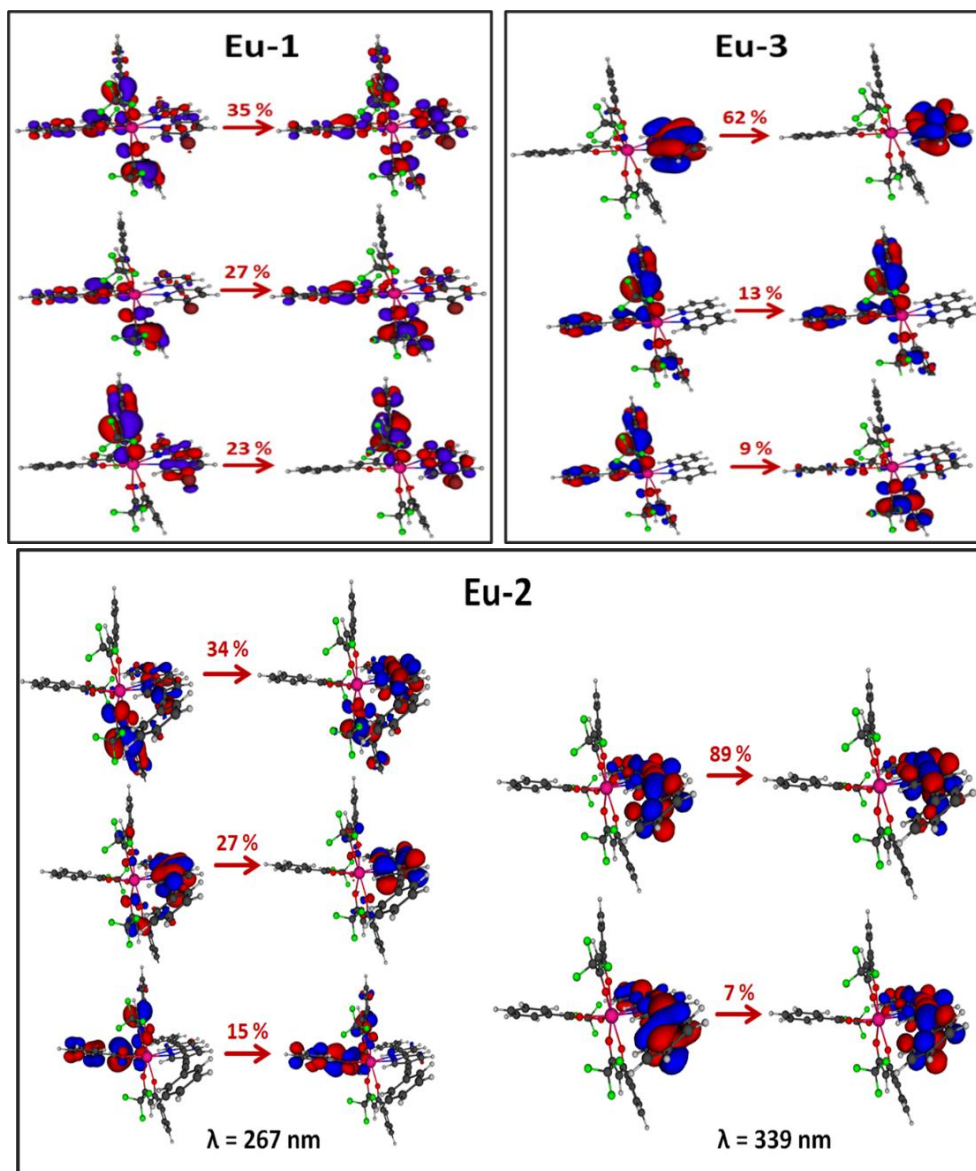 Eu-1
35 %
27 %
23 %
Eu-3
62 %
13 %
9 %
Eu-2
34 %
27 %
15 %
λ = 267 nm
89 %
7 %
λ = 339 nm